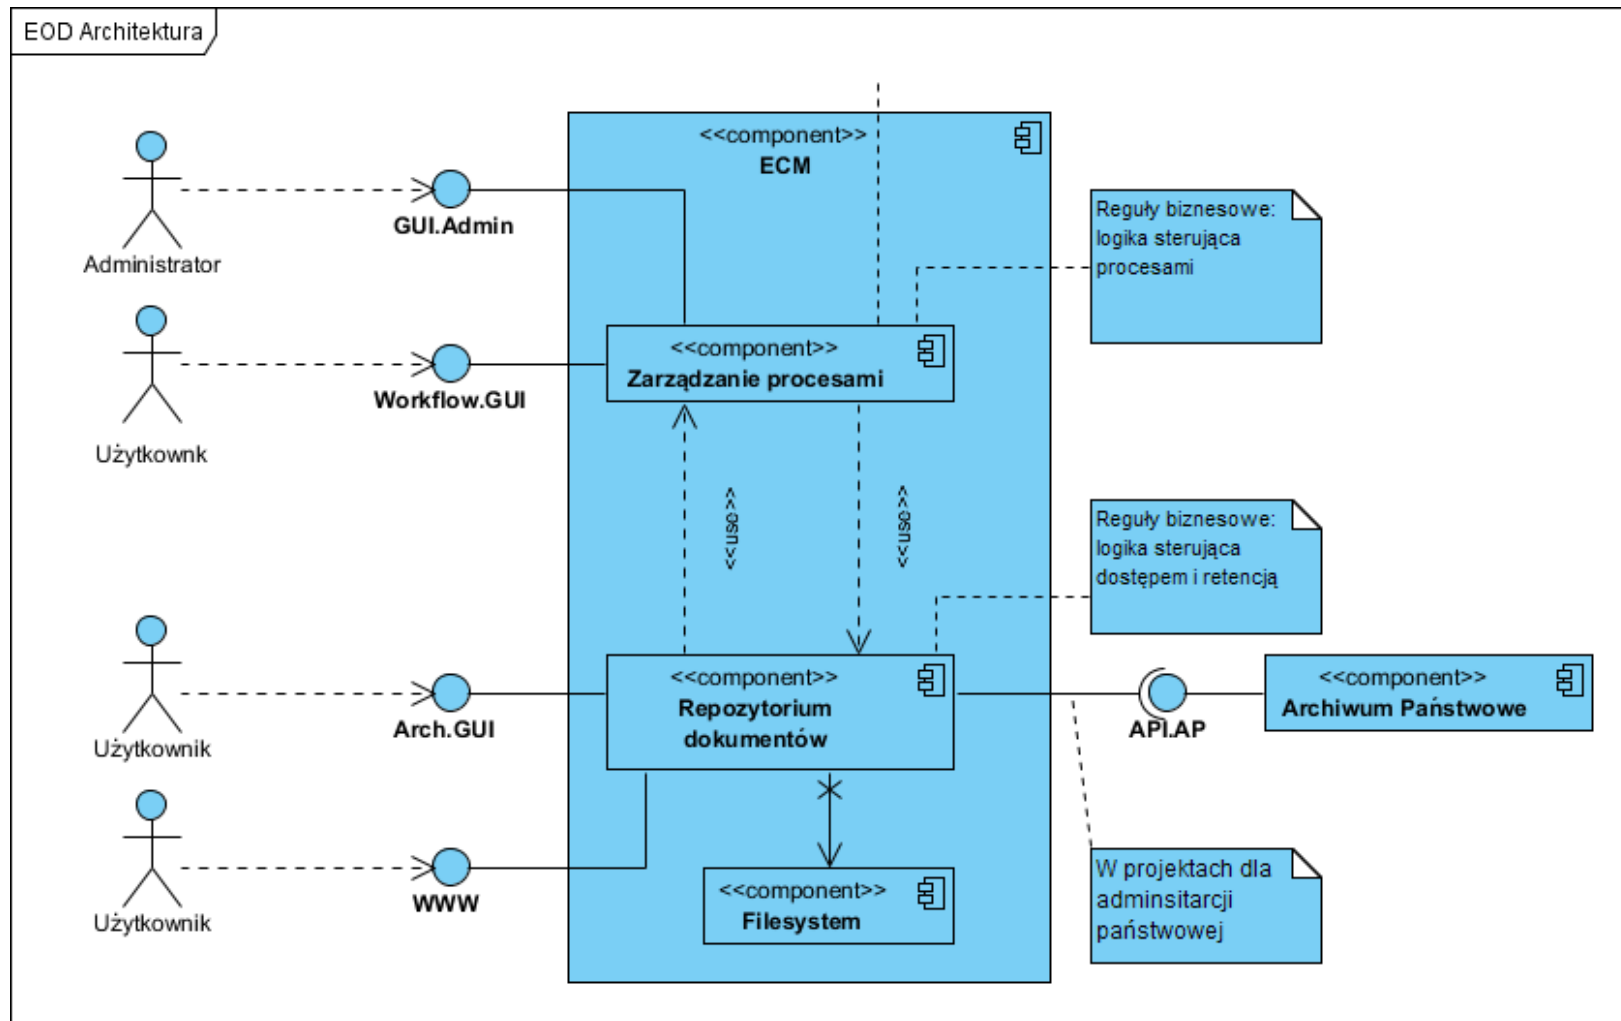 EOD Architektura
<<component>>
ECM
Administrator
GUI.Admin
Reguły biznesowe:
logika sterująca
procesami
<<component>>
Zarządzanie procesami
Użytkownk
Workflow.GUI
<<use>>
<<use>>
Reguły biznesowe:
logika sterująca
dostępem i retencją
<<component>>
Repozytorium
dokumentów
Użytkownik
Arch.GUI
API.AP
<<component>>
Archiwum Państwowe
Użytkownik
WWW
<<component>>
Filesystem
W projektach dla
adminsitarcji
państwowej